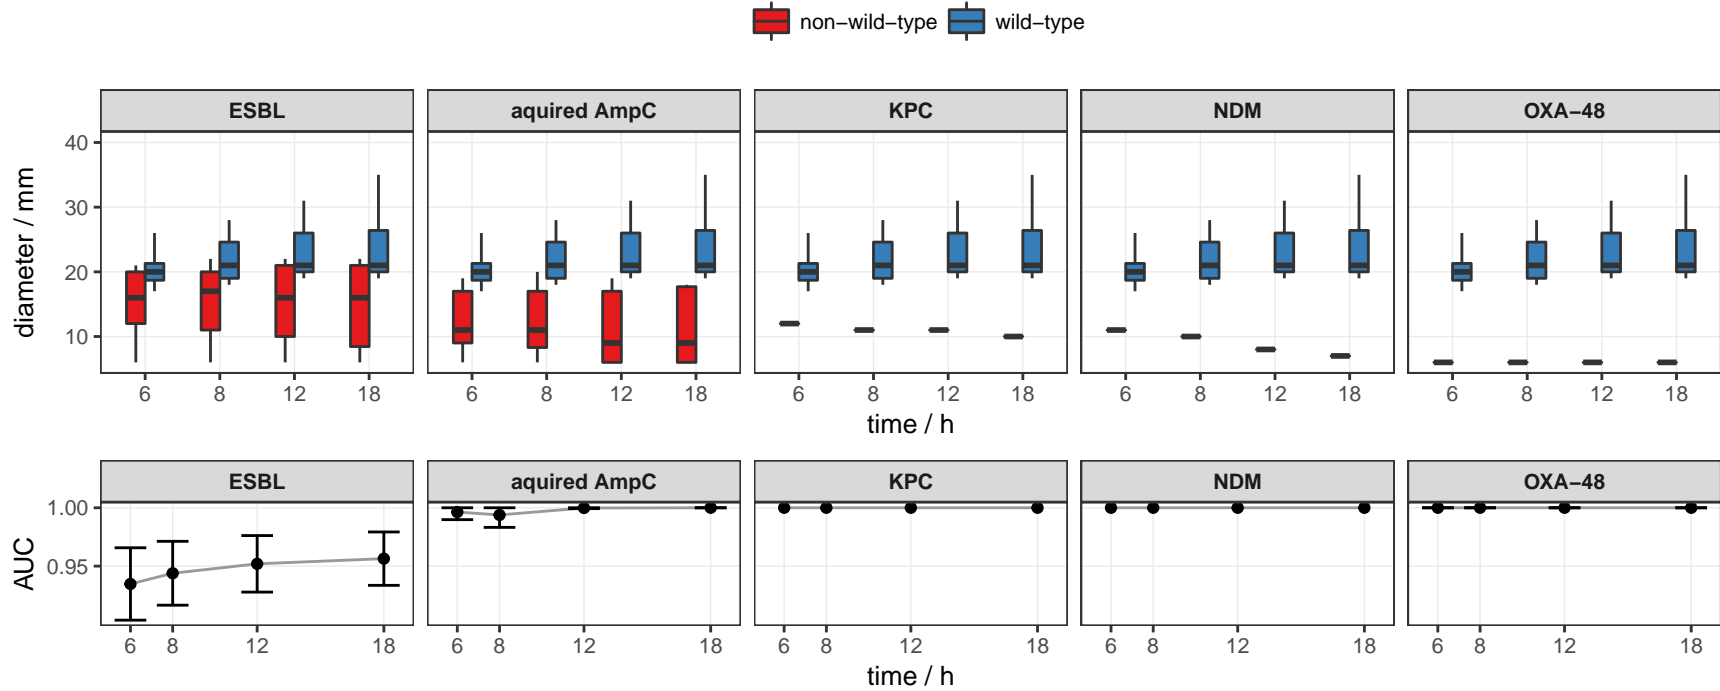 non−wild−type wild−type
ESBL aquired AmpC KPC NDM OXA−48
diameter / mm
40
30
20
10
6 8 12 18 6 8 12 18 6 8 12 18 6 8 12 18 6 8 12 18
time / h
ESBL aquired AmpC KPC NDM OXA−48
AUC
1.00
0.95
6 8 12 18 6 8 12 18 6 8 12 18 6 8 12 18 6 8 12 18
time / h